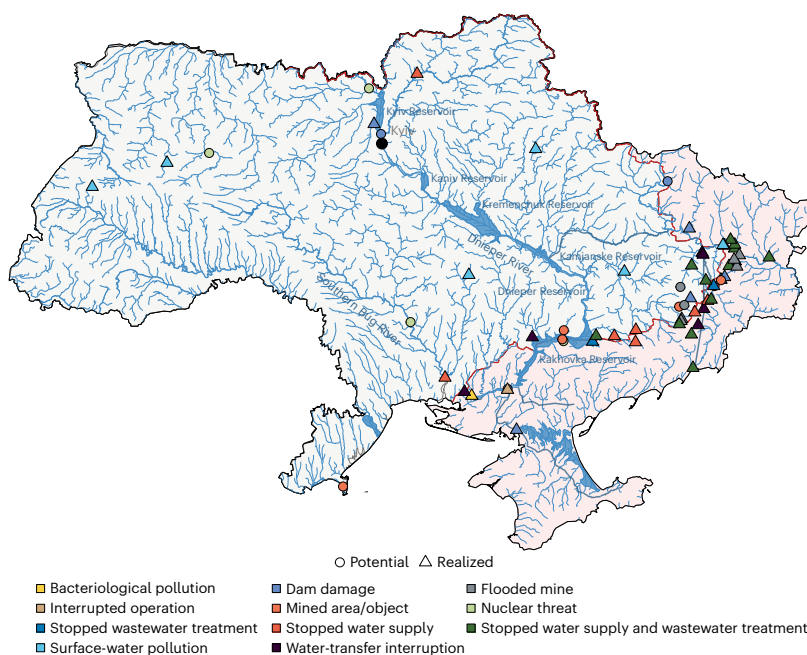 Kyiv Reservoir
Kyiv
Kaniv Reservoir
Kremenchuk Reservoir
Dnieper River
Kamianske Reservoir
Dnieper Reservoir
Southern Bug River
Kakhovka Reservoir
Potential
Realized
Bacteriological pollution
Dam damage
Flooded mine
Interrupted operation
Mined area/object
Nuclear threat
Stopped wastewater treatment
Stopped water supply
Stopped water supply and wastewater treatment
Surface-water pollution
Water-transfer interruption